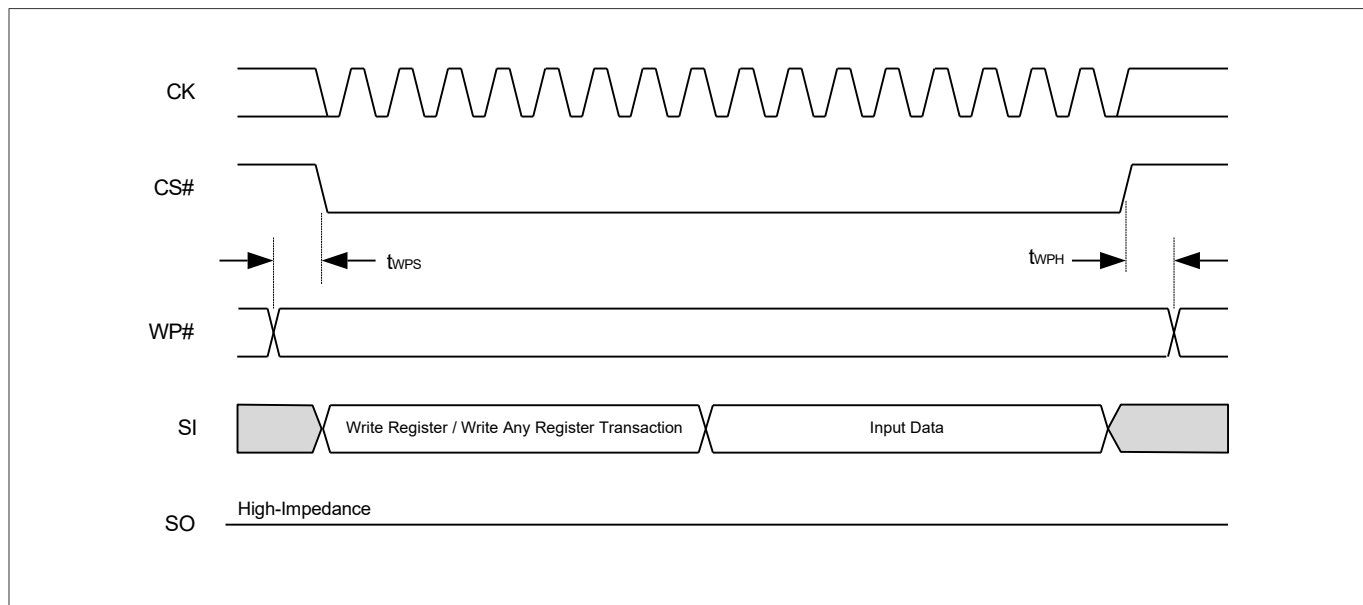 CK
CS#
tWPS
tWPH
WP#
SI
Write Register / Write Any Register Transaction
Input Data
High-Impedance
SO